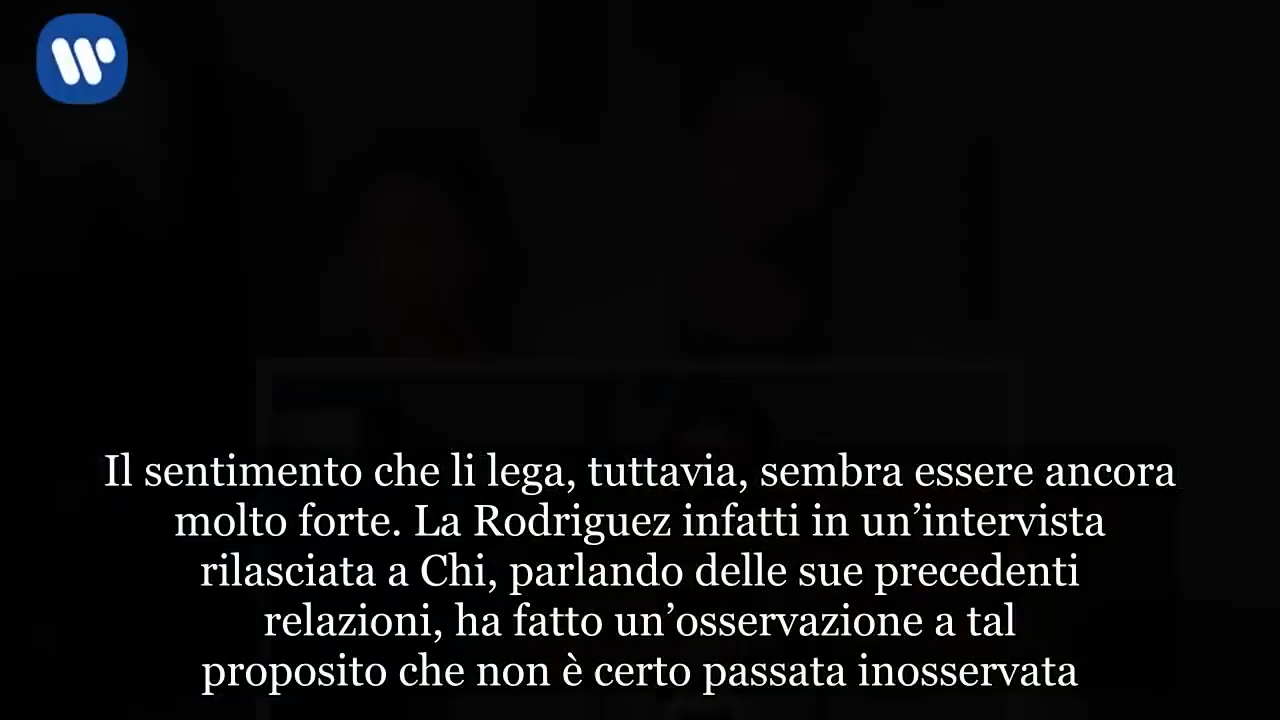 Il sentimento che li lega, tuttavia, sembra essere ancora
molto forte. La Rodriguez infatti in un’intervista
rilasciata a Chi, parlando delle sue precedenti
relazioni, ha fatto un’osservazione a tal
proposito che non è certo passata inosservata